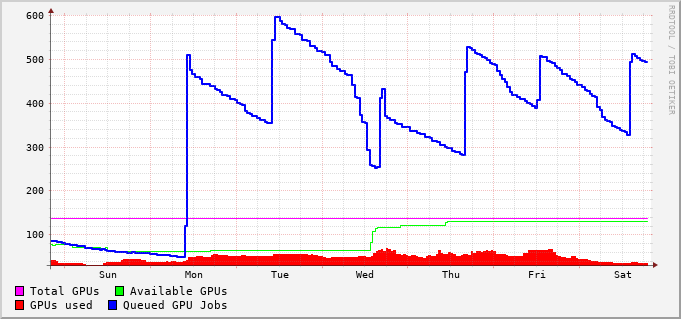 600
500
400
300
200
100
Sun Mon Tue Wed Thu Fri Sat
Total GPUs Available GPUs
GPUs used Queued GPU Jobs
RRDTOOL / TOBI OETIKER